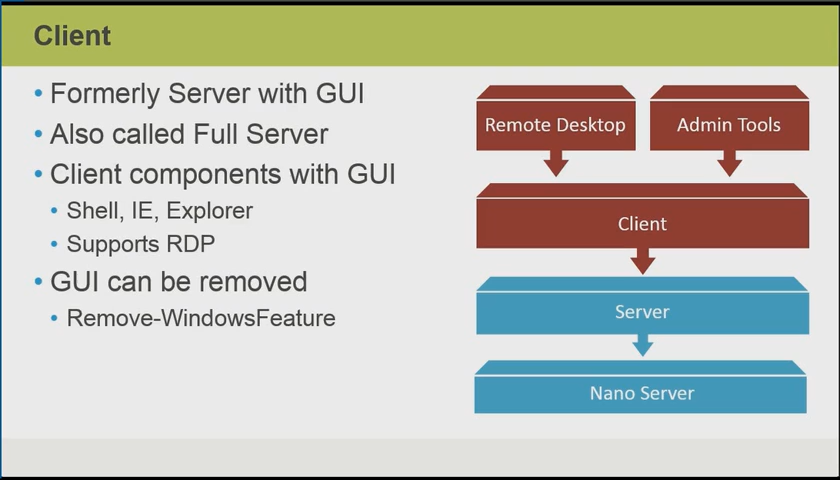 Client
• Formerly Server with GUI
• Also called Full Server
• Client components with GUI
• Shell, IE, Explorer
• Supports RDP
• GUI can be removed
• Remove-WindowsFeature
Remote Desktop
Admin Tools
Client
Server
Nano Server